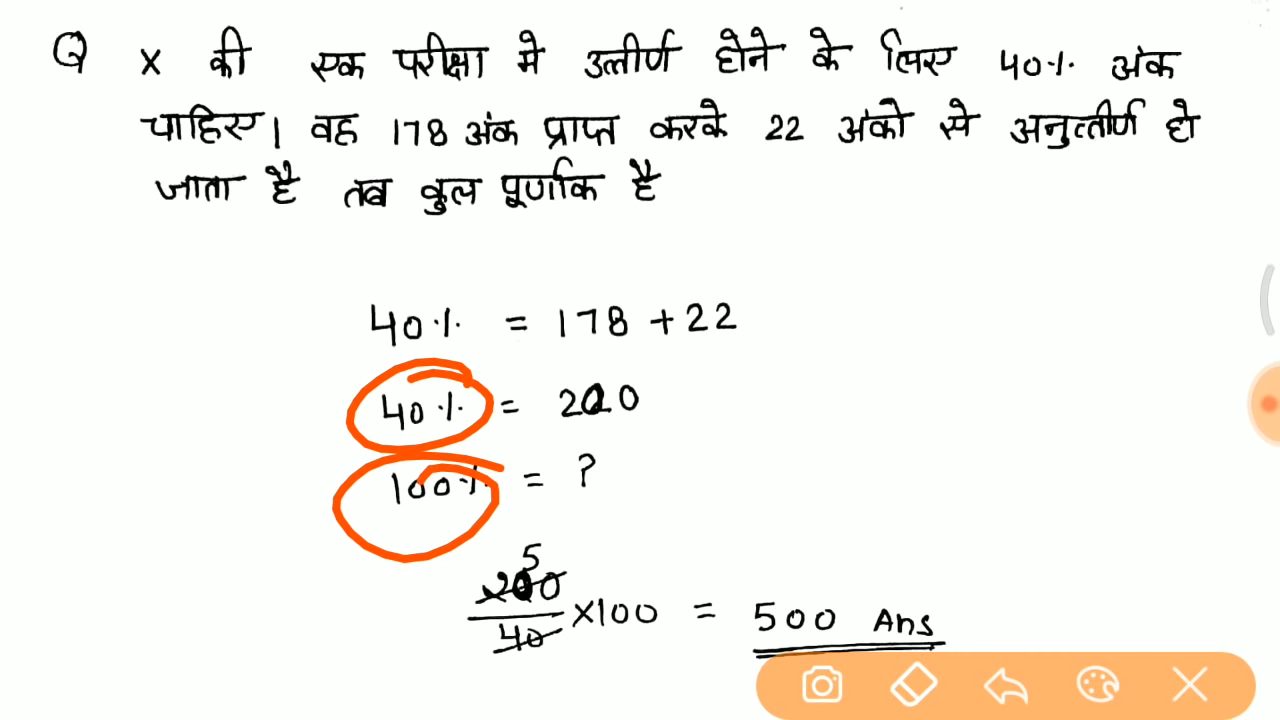 Q x की एक परीक्षा मे उत्तीर्ण होने के लिए 40% अंक
चाहिए। वह 178 अंक प्राप्त करके 22 अंको से अनुत्तीर्ण हो
जाता है तब कुल पूर्णाक है
40% = 178 + 22
40% = 200
100% = ?
5
200
40
×100 = 500 Ans